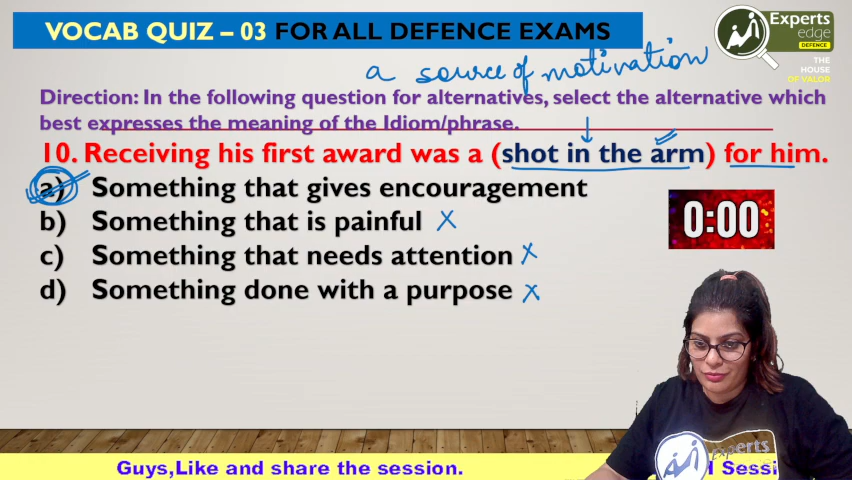 VOCAB QUIZ – 03 FOR ALL DEFENCE EXAMS
Experts
edge
DEFENCE
THE
HOUSE
OF VALOR
a source of motivation
Direction: In the following question for alternatives, select the alternative which
best expresses the meaning of the Idiom/phrase.
10. Receiving his first award was a (shot in the arm) for him.
a) Something that gives encouragement
b) Something that is painful X
c) Something that needs attention X
d) Something done with a purpose X
0:00
Experts
Guys,Like and share the session.
d Sessi